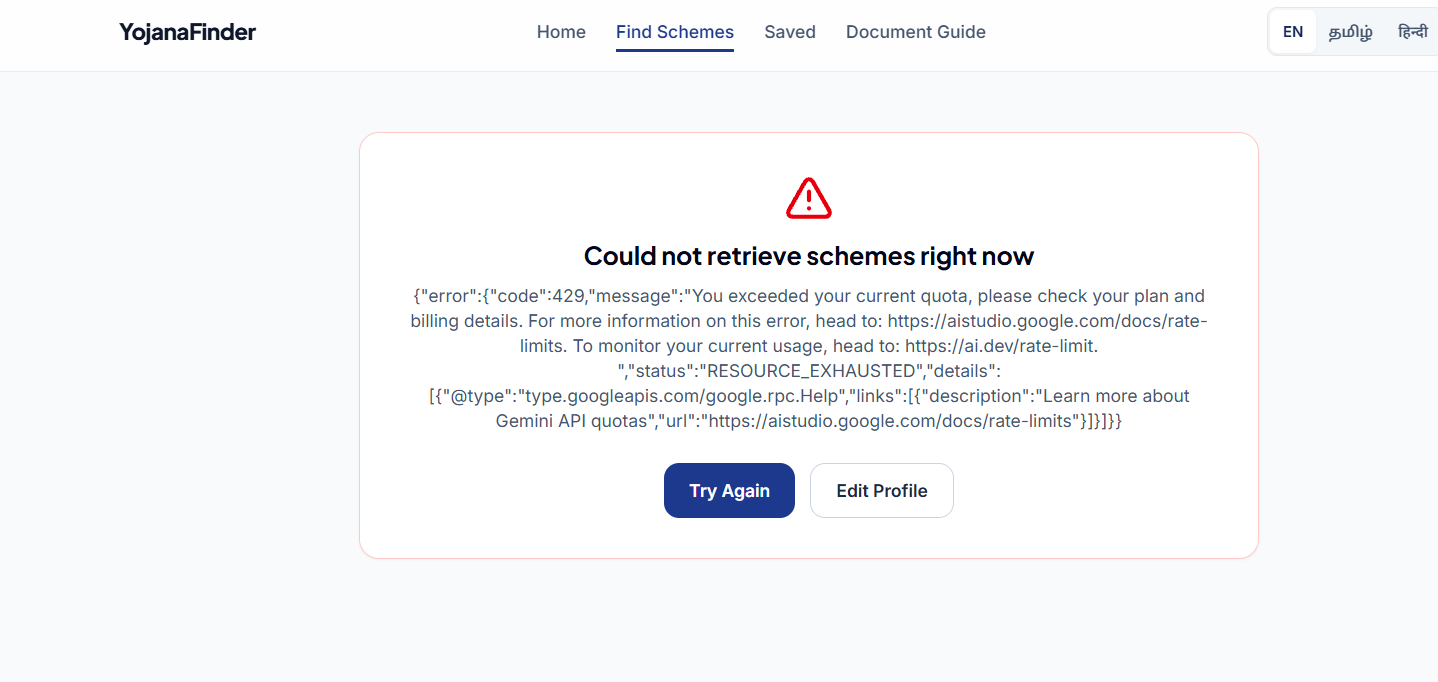 YojanaFinder
Home
Find Schemes
Saved
Document Guide
EN
தமிழ்
हिन्दी
Could not retrieve schemes right now
{"error":{"code":429,"message":"You exceeded your current quota, please check your plan and
billing details. For more information on this error, head to: https://aistudio.google.com/docs/rate-
limits. To monitor your current usage, head to: https://ai.dev/rate-limit.
","status":"RESOURCE_EXHAUSTED","details":
[{"@type":"type.googleapis.com/google.rpc.Help","links":[{"description":"Learn more about
Gemini API quotas","url":"https://aistudio.google.com/docs/rate-limits"}]}]}}
Try Again
Edit Profile